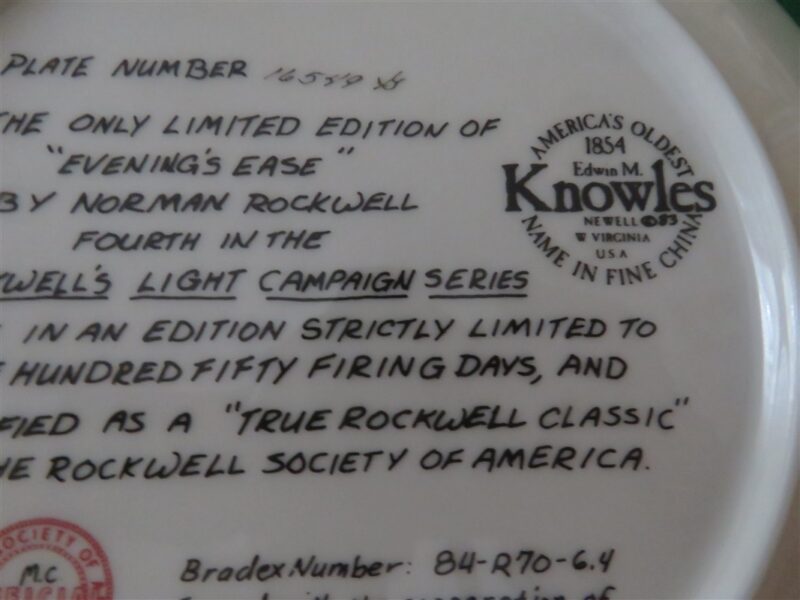 PLATE NUMBER
THE ONLY LIMITED EDITION OF
"EVENING'S EASE"
BY NORMAN ROCKWELL
FOURTH IN THE
WELL'S LIGHT CAMPAIGN SERIES
IN AN EDITION STRICTLY LIMITED TO
HUNDRED FIFTY FIRING DAYS, AND
FIED AS A "TRUE ROCKWELL CLASSIC"
HE ROCKWELL SOCIETY OF AMERICA.
AMERICA'S OLDEST
1854
Edwin M.
Knowles
NEWELL ©83
W VIRGINIA
U.S.A
NAME IN FINE CHINA
SOCIETY OF A
M.C
Bradex Number: 84-R70-6.4